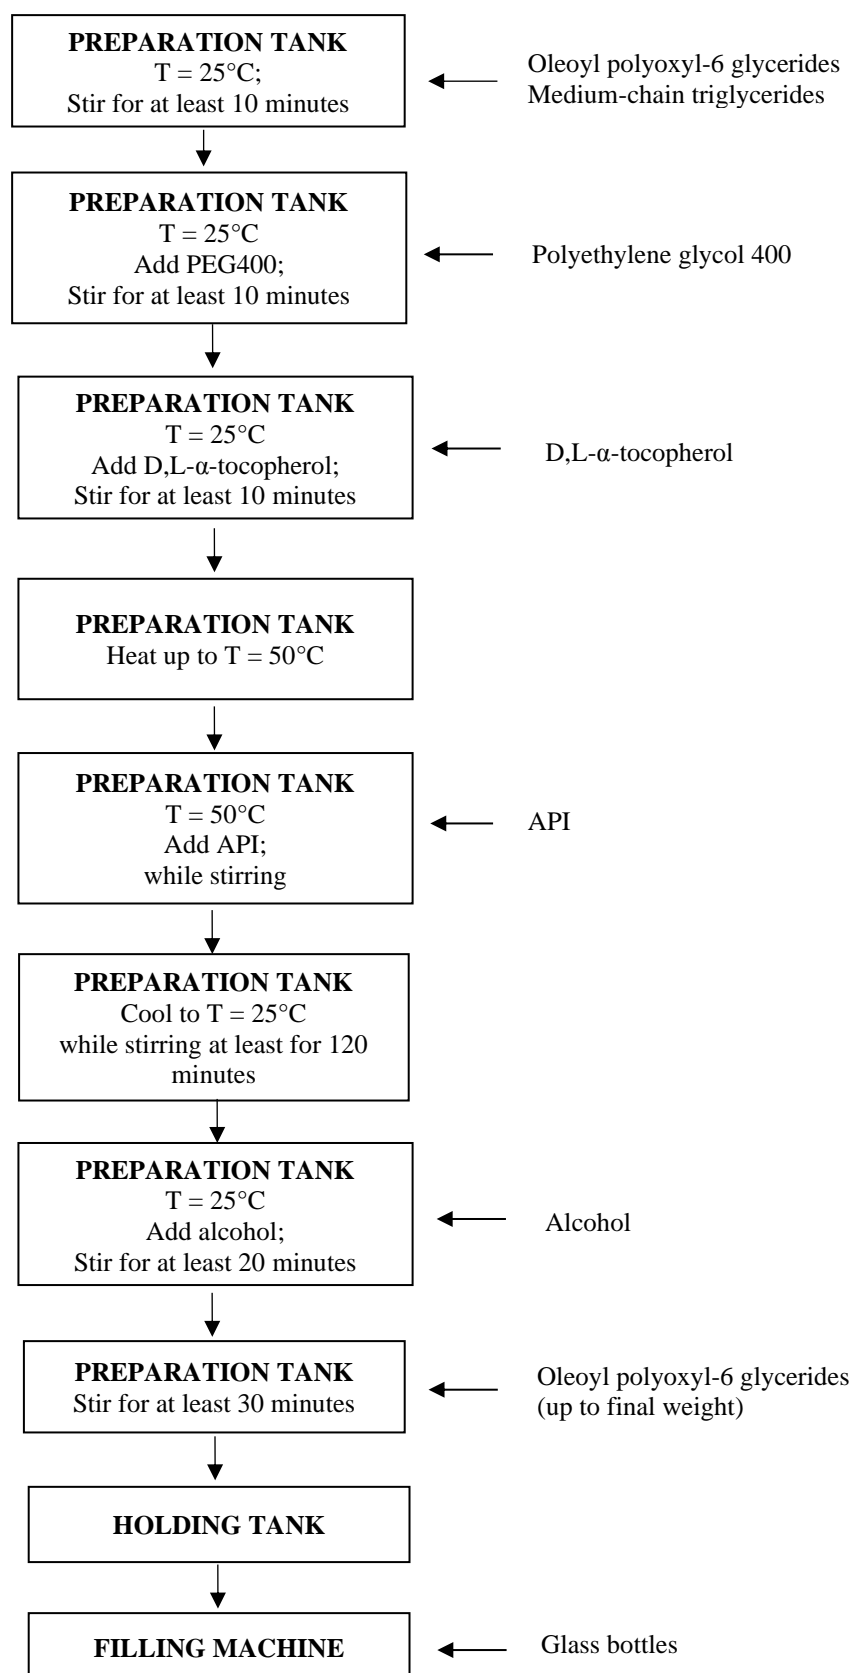 PREPARATION TANK
T = 25°C;
Stir for at least 10 minutes
Oleoyl polyoxyl-6 glycerides
Medium-chain triglycerides
PREPARATION TANK
T = 25°C
Add PEG400;
Stir for at least 10 minutes
Polyethylene glycol 400
PREPARATION TANK
T = 25°C
Add D,L-α-tocopherol;
Stir for at least 10 minutes
D,L-α-tocopherol
PREPARATION TANK
Heat up to T = 50°C
PREPARATION TANK
T = 50°C
Add API;
while stirring
API
PREPARATION TANK
Cool to T = 25°C
while stirring at least for 120
minutes
PREPARATION TANK
T = 25°C
Add alcohol;
Stir for at least 20 minutes
Alcohol
PREPARATION TANK
Stir for at least 30 minutes
Oleoyl polyoxyl-6 glycerides
(up to final weight)
HOLDING TANK
FILLING MACHINE
Glass bottles